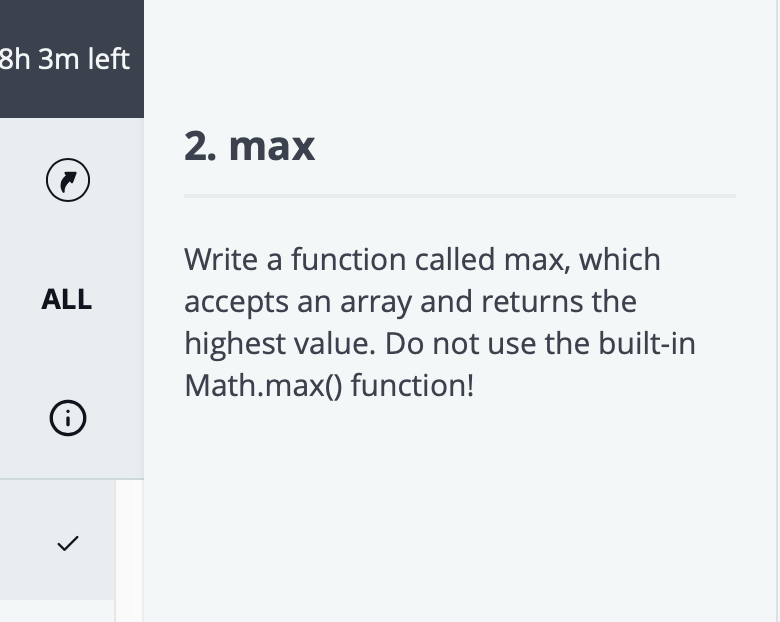 8h 3m left
ALL
2. max
Write a function called max, which
accepts an array and returns the
highest value. Do not use the built-in
Math.max() function!